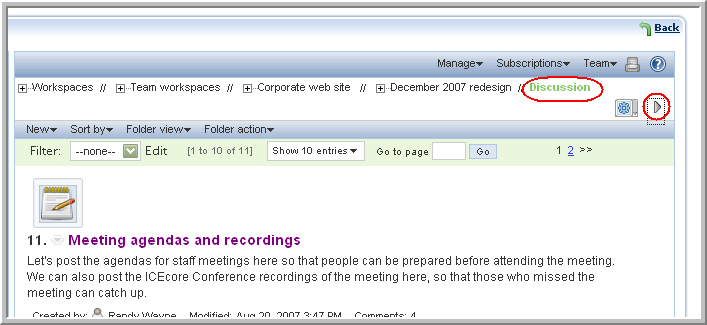 Back
Manage Subscriptions Team
Workspaces // Team workspaces // Corporate web site // December 2007 redesign // Discussion
New Sort by Folder view Folder action
Filter: --none-- Edit [1 to 10 of 11] Show 10 entries Go to page Go 1 2 >>
11. Meeting agendas and recordings
Let's post the agendas for staff meetings here so that people can be prepared before attending the meeting.
We can also post the ICEcore Conference recordings of the meeting here, so that those who missed the
meeting can catch up.
Created by: Randy Wayne Modified: Aug 20, 2007 3:47 PM Comments: 4